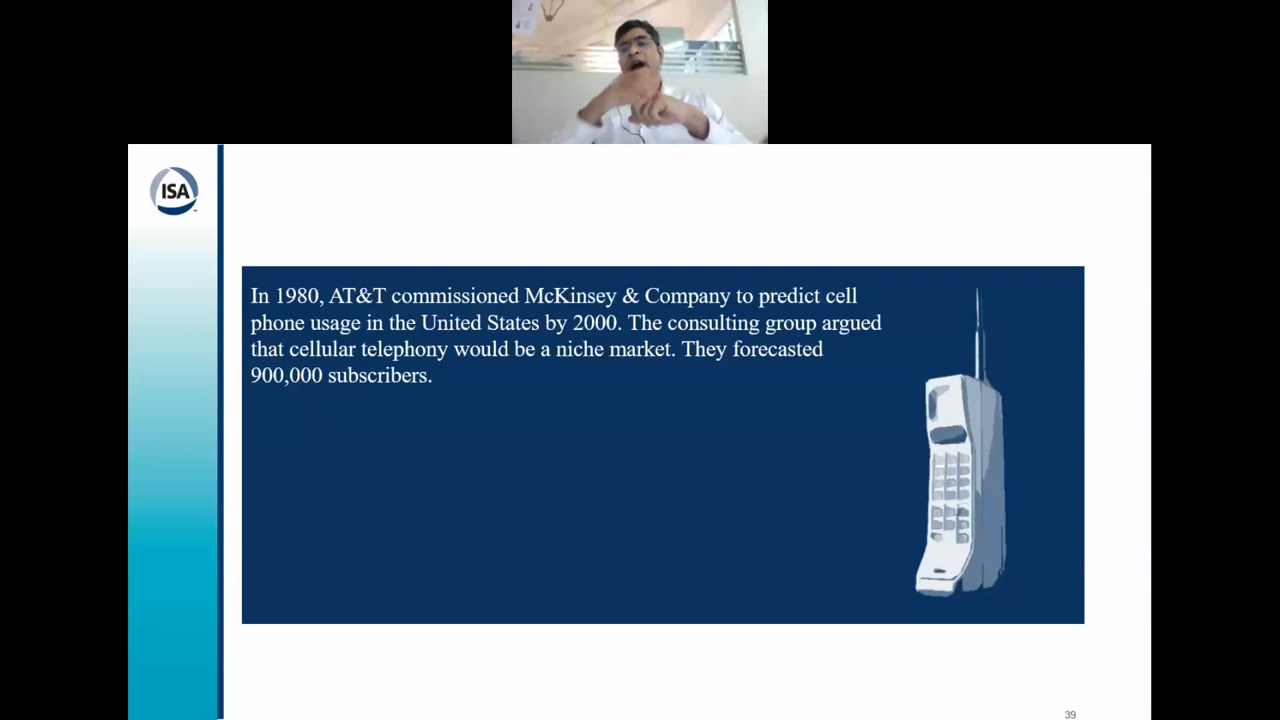 ISA
In 1980, AT&T commissioned McKinsey & Company to predict cell
phone usage in the United States by 2000. The consulting group argued
that cellular telephony would be a niche market. They forecasted
900,000 subscribers.
39